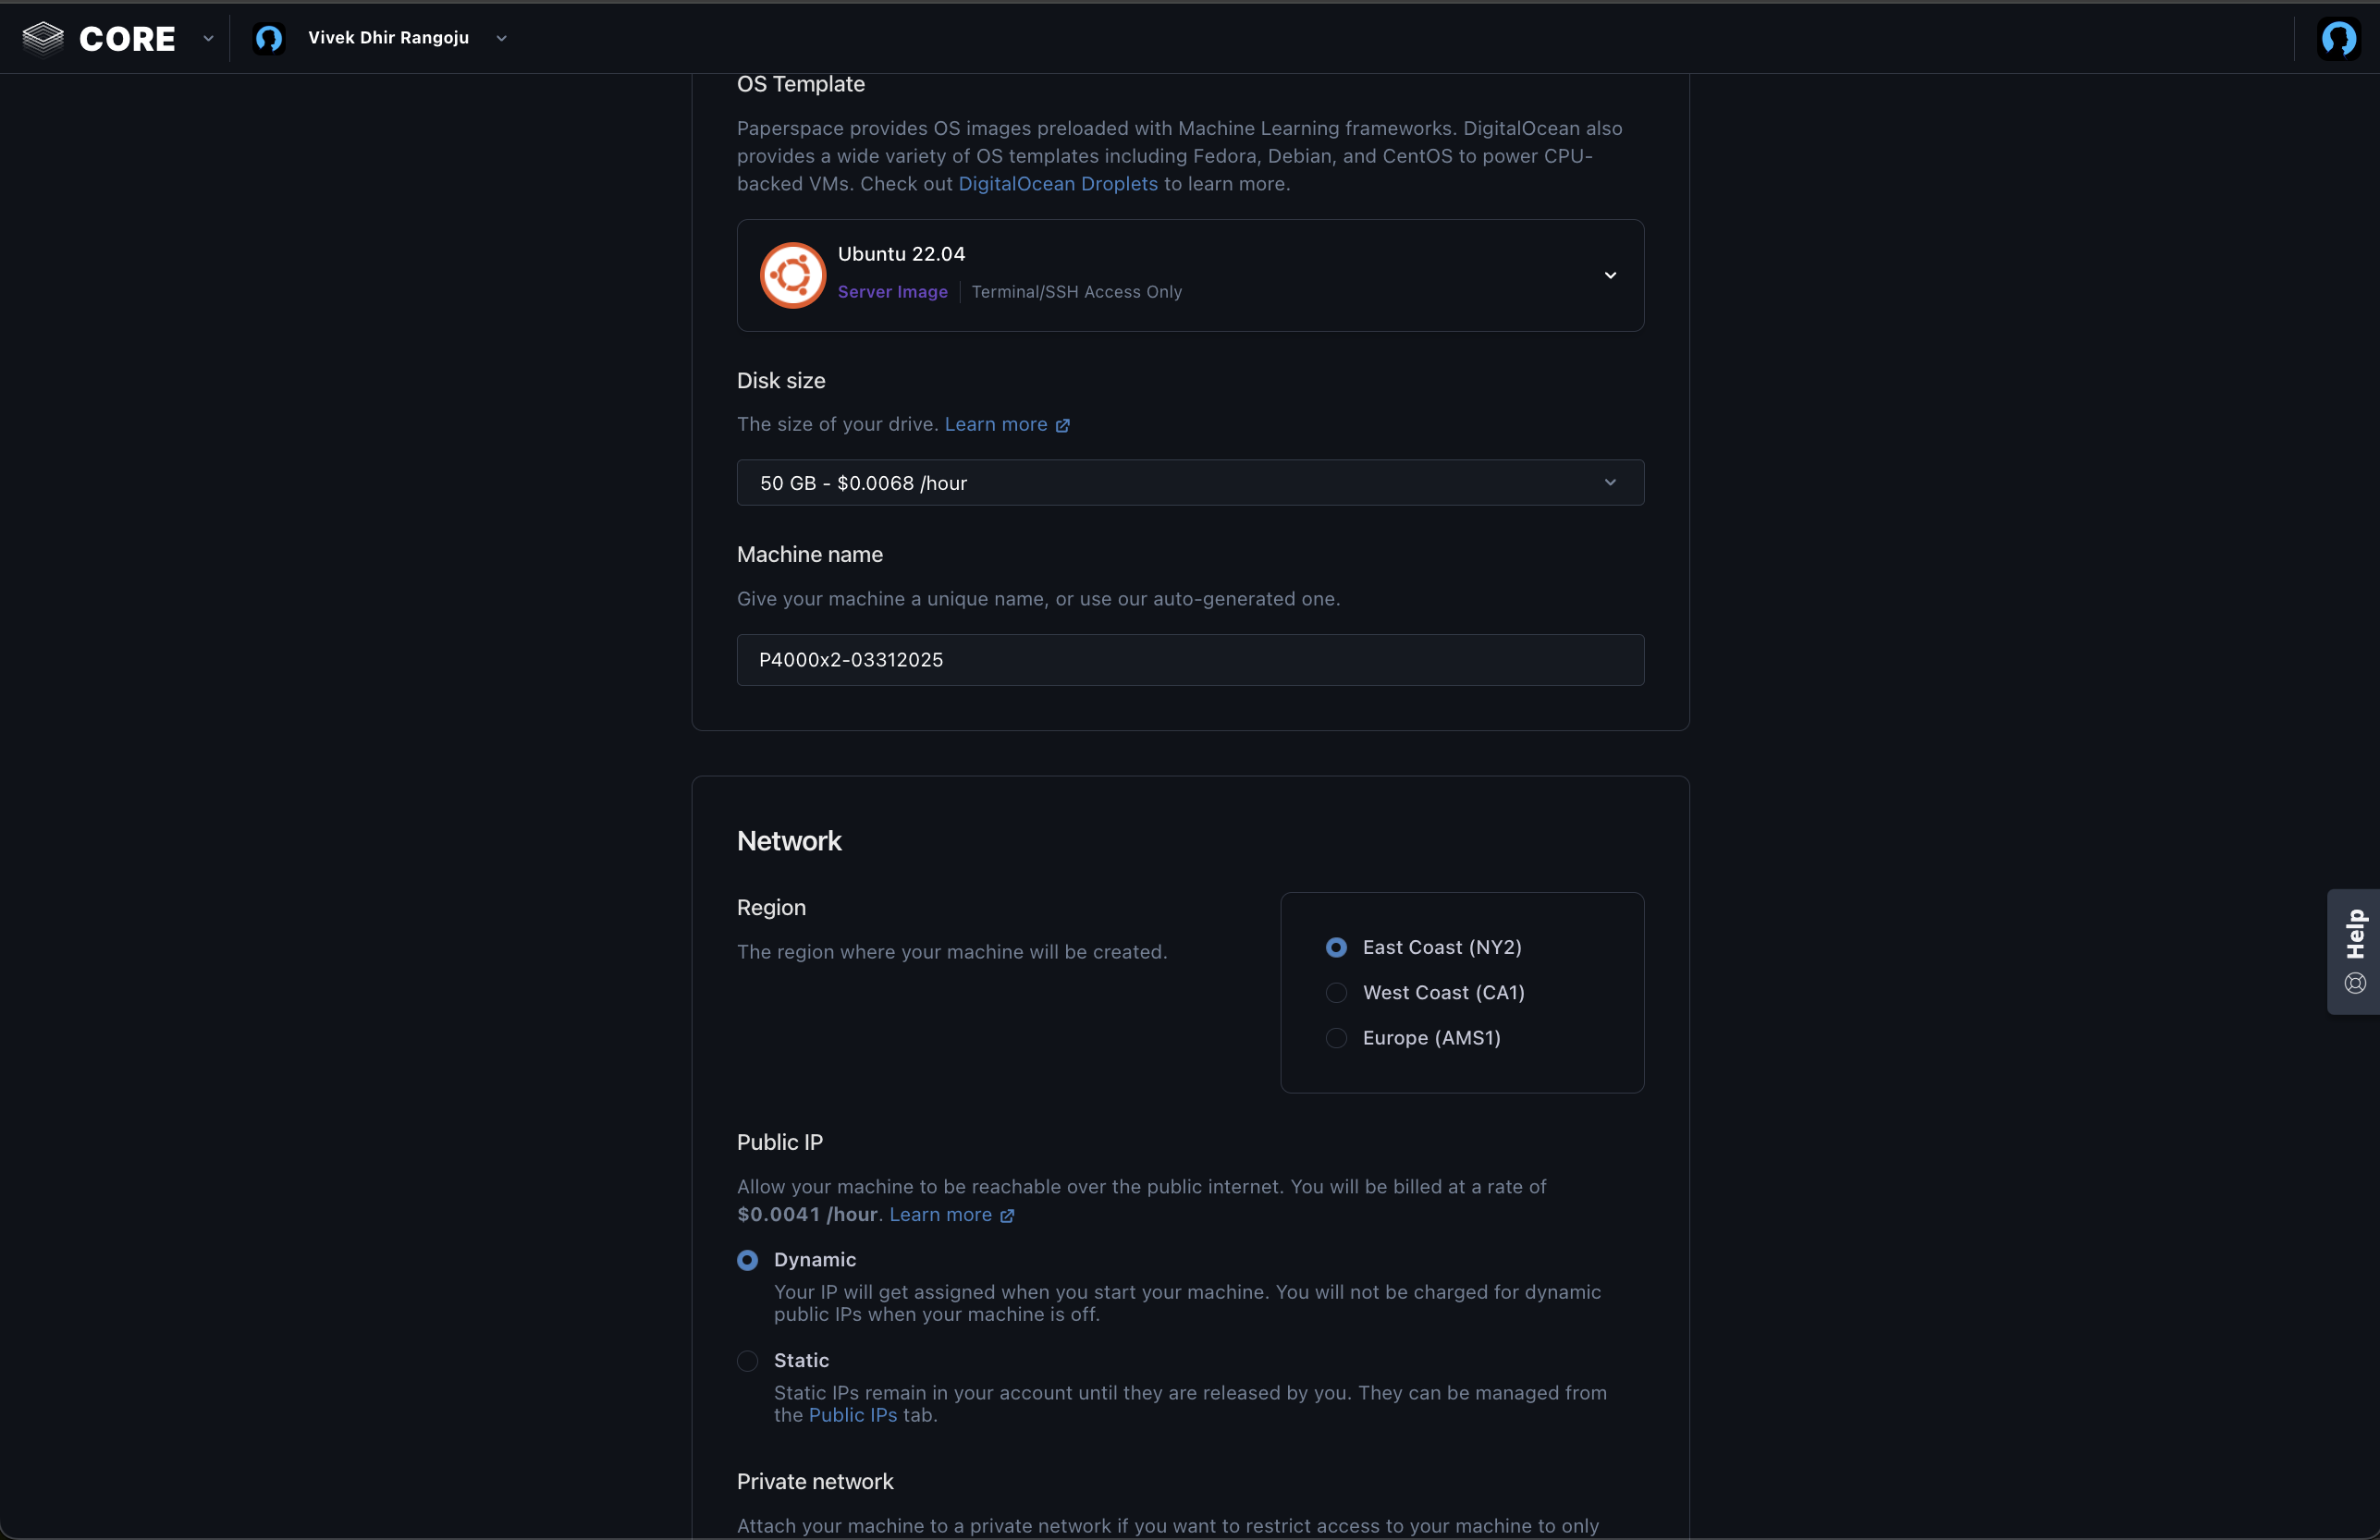 CORE
Vivek Dhir Rangoju
OS Template
Paperspace provides OS images preloaded with Machine Learning frameworks. DigitalOcean also
provides a wide variety of OS templates including Fedora, Debian, and CentOS to power CPU-
backed VMs. Check out DigitalOcean Droplets to learn more.
Ubuntu 22.04
Server Image Terminal/SSH Access Only
Disk size
The size of your drive. Learn more
50 GB - $0.0068 /hour
Machine name
Give your machine a unique name, or use our auto-generated one.
P4000x2-03312025
Network
Region
The region where your machine will be created.
East Coast (NY2)
West Coast (CA1)
Europe (AMS1)
Help
Public IP
Allow your machine to be reachable over the public internet. You will be billed at a rate of
$0.0041 /hour. Learn more
Dynamic
Your IP will get assigned when you start your machine. You will not be charged for dynamic
public IPs when your machine is off.
Static
Static IPs remain in your account until they are released by you. They can be managed from
the Public IPs tab.
Private network
Attach your machine to a private network if you want to restrict access to your machine to only